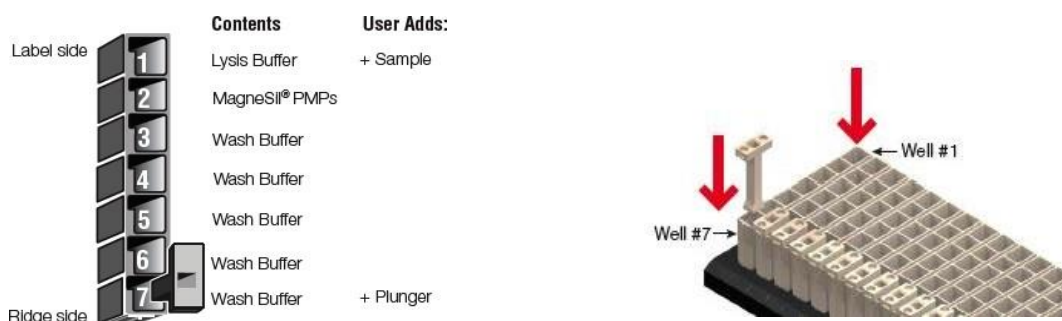 Contents User Adds:
Label side
1 Lysis Buffer + Sample
2 MagneSil® PMPs
3 Wash Buffer
4 Wash Buffer
5 Wash Buffer
6 Wash Buffer
7 Wash Buffer + Plunger
Ridge side
Well #1
Well #7